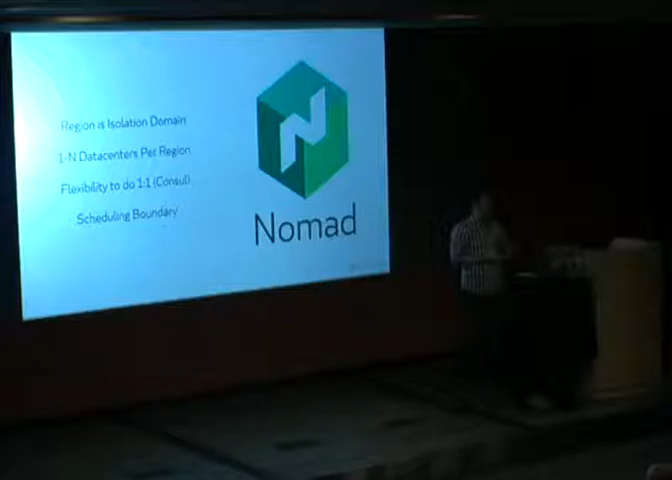 Region is Isolation Domain
1-N Datacenters Per Region
Flexibility to do 1:1 (Consul)
Scheduling Boundary
Nomad